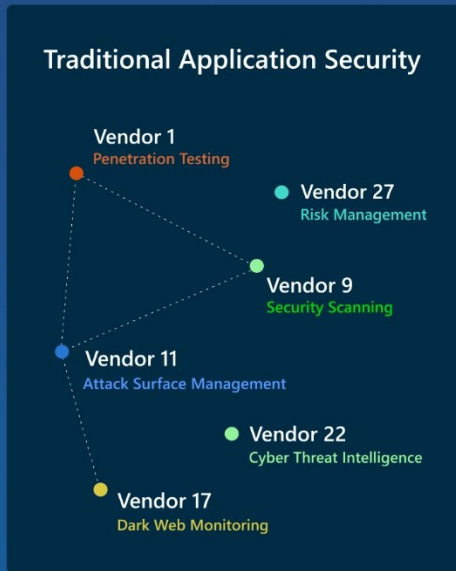 Traditional Application Security
Vendor 1
Penetration Testing
Vendor 27
Risk Management
Vendor 9
Security Scanning
Vendor 11
Attack Surface Management
Vendor 22
Cyber Threat Intelligence
Vendor 17
Dark Web Monitoring